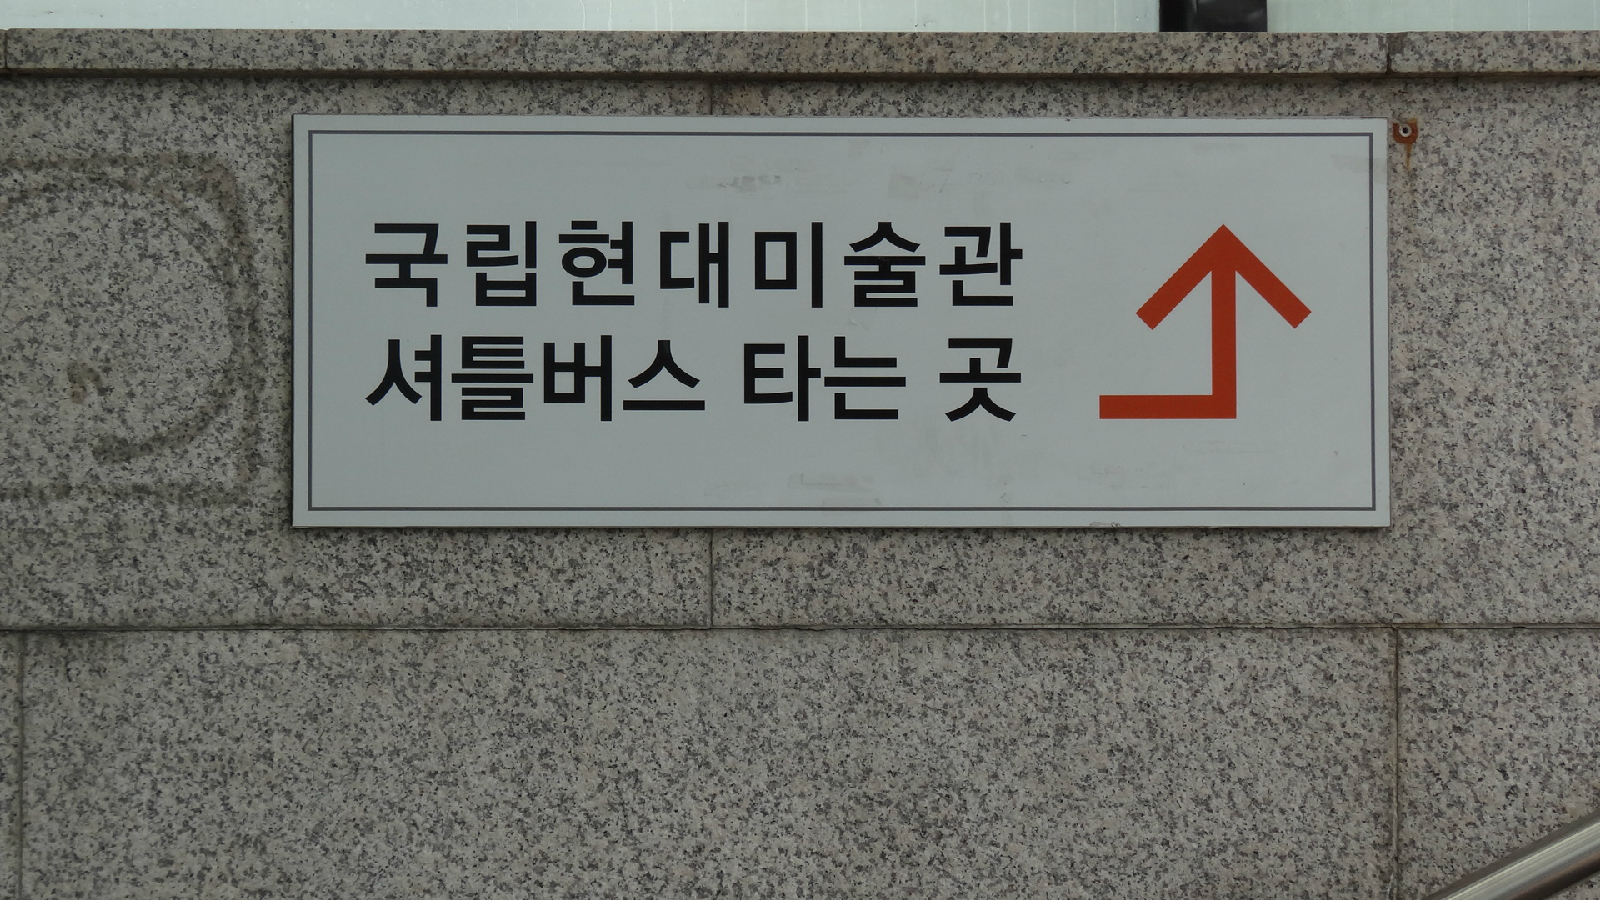 국립현대미술관
셔틀버스 타는 곳